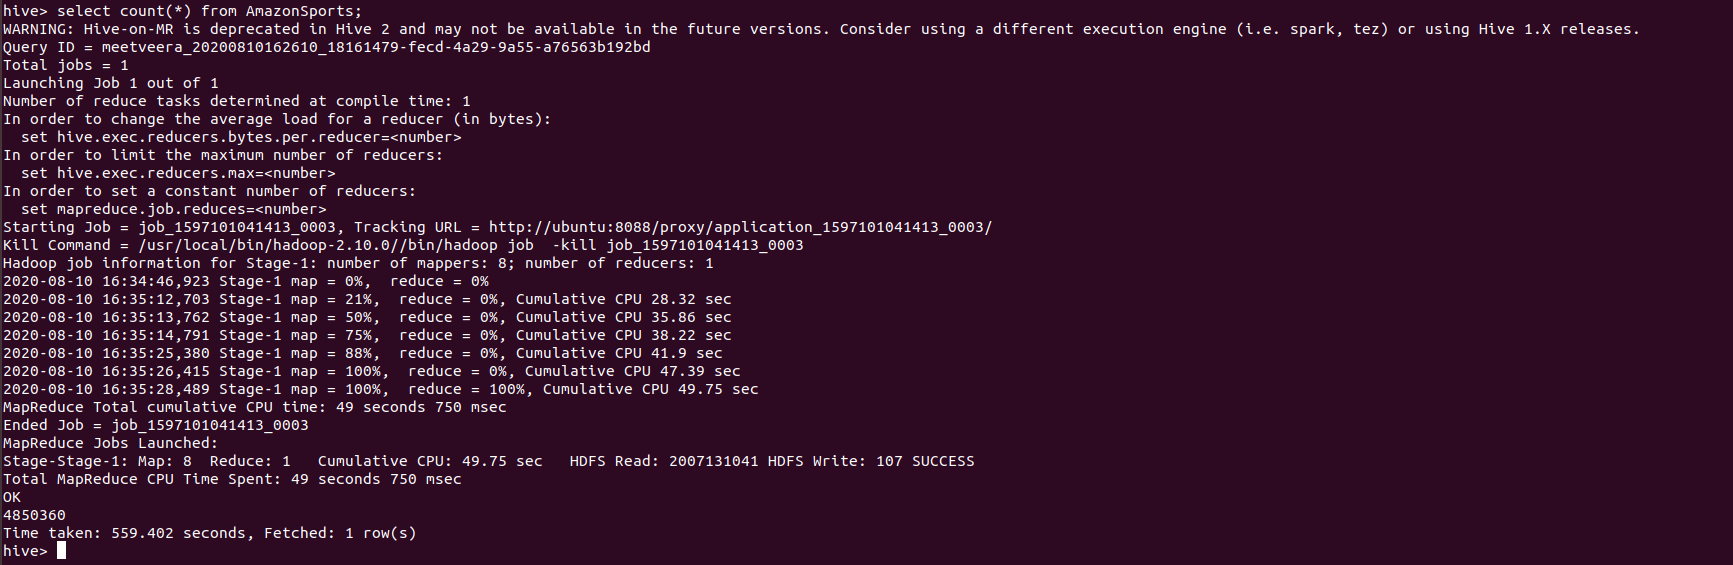 hive> select count(*) from AmazonSports;
WARNING: Hive-on-MR is deprecated in Hive 2 and may not be available in the future versions. Consider using a different execution engine (i.e. spark, tez) or using Hive 1.X releases.
Query ID = meetveera_20200810162610_18161479-fecd-4a29-9a55-a76563b192bd
Total jobs = 1
Launching Job 1 out of 1
Number of reduce tasks determined at compile time: 1
In order to change the average load for a reducer (in bytes):
  set hive.exec.reducers.bytes.per.reducer=<number>
In order to limit the maximum number of reducers:
  set hive.exec.reducers.max=<number>
In order to set a constant number of reducers:
  set mapreduce.job.reduces=<number>
Starting Job = job_1597101041413_0003, Tracking URL = http://ubuntu:8088/proxy/application_1597101041413_0003/
Kill Command = /usr/local/bin/hadoop-2.10.0//bin/hadoop job  -kill job_1597101041413_0003
Hadoop job information for Stage-1: number of mappers: 8; number of reducers: 1
2020-08-10 16:34:46,923 Stage-1 map = 0%,  reduce = 0%
2020-08-10 16:35:12,703 Stage-1 map = 21%,  reduce = 0%, Cumulative CPU 28.32 sec
2020-08-10 16:35:13,762 Stage-1 map = 50%,  reduce = 0%, Cumulative CPU 35.86 sec
2020-08-10 16:35:14,791 Stage-1 map = 75%,  reduce = 0%, Cumulative CPU 38.22 sec
2020-08-10 16:35:25,380 Stage-1 map = 88%,  reduce = 0%, Cumulative CPU 41.9 sec
2020-08-10 16:35:26,415 Stage-1 map = 100%,  reduce = 0%, Cumulative CPU 47.39 sec
2020-08-10 16:35:28,489 Stage-1 map = 100%,  reduce = 100%, Cumulative CPU 49.75 sec
MapReduce Total cumulative CPU time: 49 seconds 750 msec
Ended Job = job_1597101041413_0003
MapReduce Jobs Launched:
Stage-Stage-1: Map: 8  Reduce: 1   Cumulative CPU: 49.75 sec   HDFS Read: 2007131041 HDFS Write: 107 SUCCESS
Total MapReduce CPU Time Spent: 49 seconds 750 msec
OK
4850360
Time taken: 559.402 seconds, Fetched: 1 row(s)
hive>